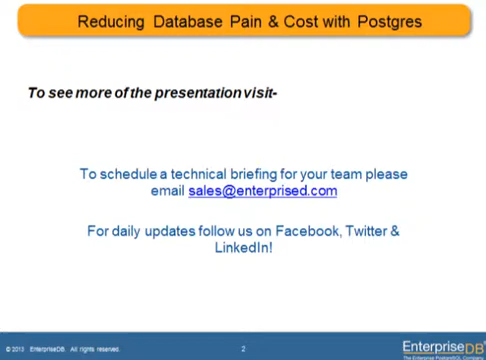 Reducing Database Pain & Cost with Postgres
To see more of the presentation visit-
To schedule a technical briefing for your team please
email sales@enterprised.com
For daily updates follow us on Facebook, Twitter &
LinkedIn!
© 2013 EnterpriseDB. All rights reserved.
2
EnterpriseDB
The Enterprise PostgreSQL Company